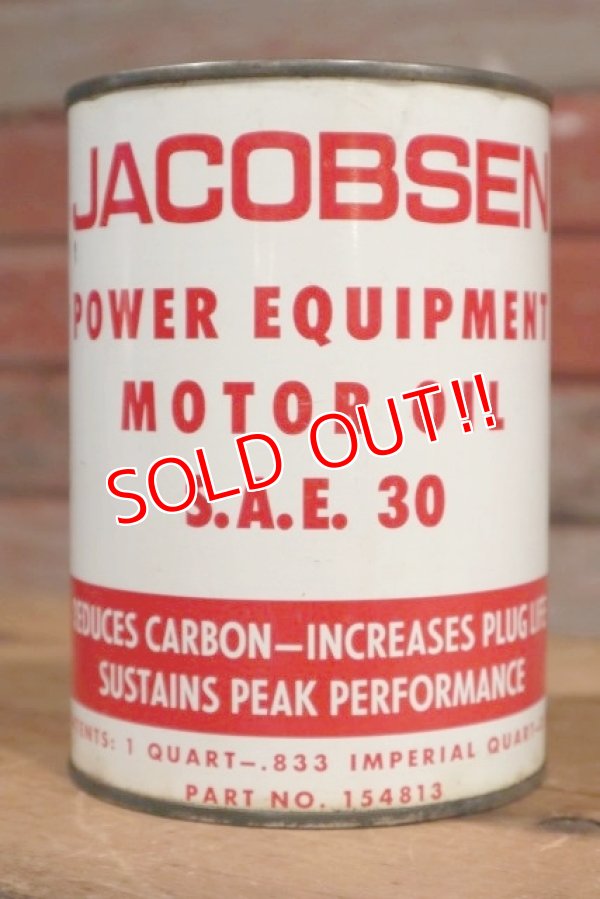 JACOBSEN
POWER EQUIPMENT
MOTOR OIL
SOLD OUT!!
S.A.E. 30
REDUCES CARBON—INCREASES PLUG LIFE
SUSTAINS PEAK PERFORMANCE
TENTS: 1 QUART—.833 IMPERIAL QUART
PART NO. 154813